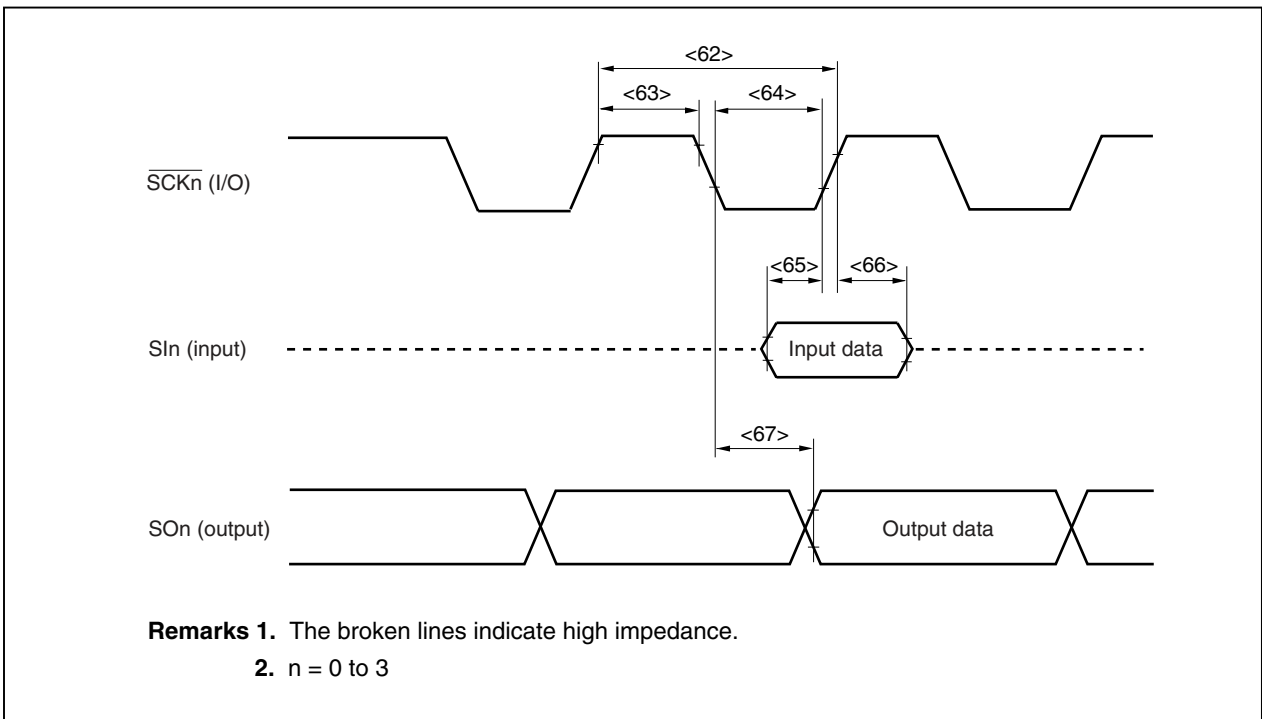 <62>
<63> <64>
SCKn (I/O)
<65> <66>
SIn (input)
Input data
<67>
SOn (output)
Output data
Remarks 1. The broken lines indicate high impedance.
2. n = 0 to 3